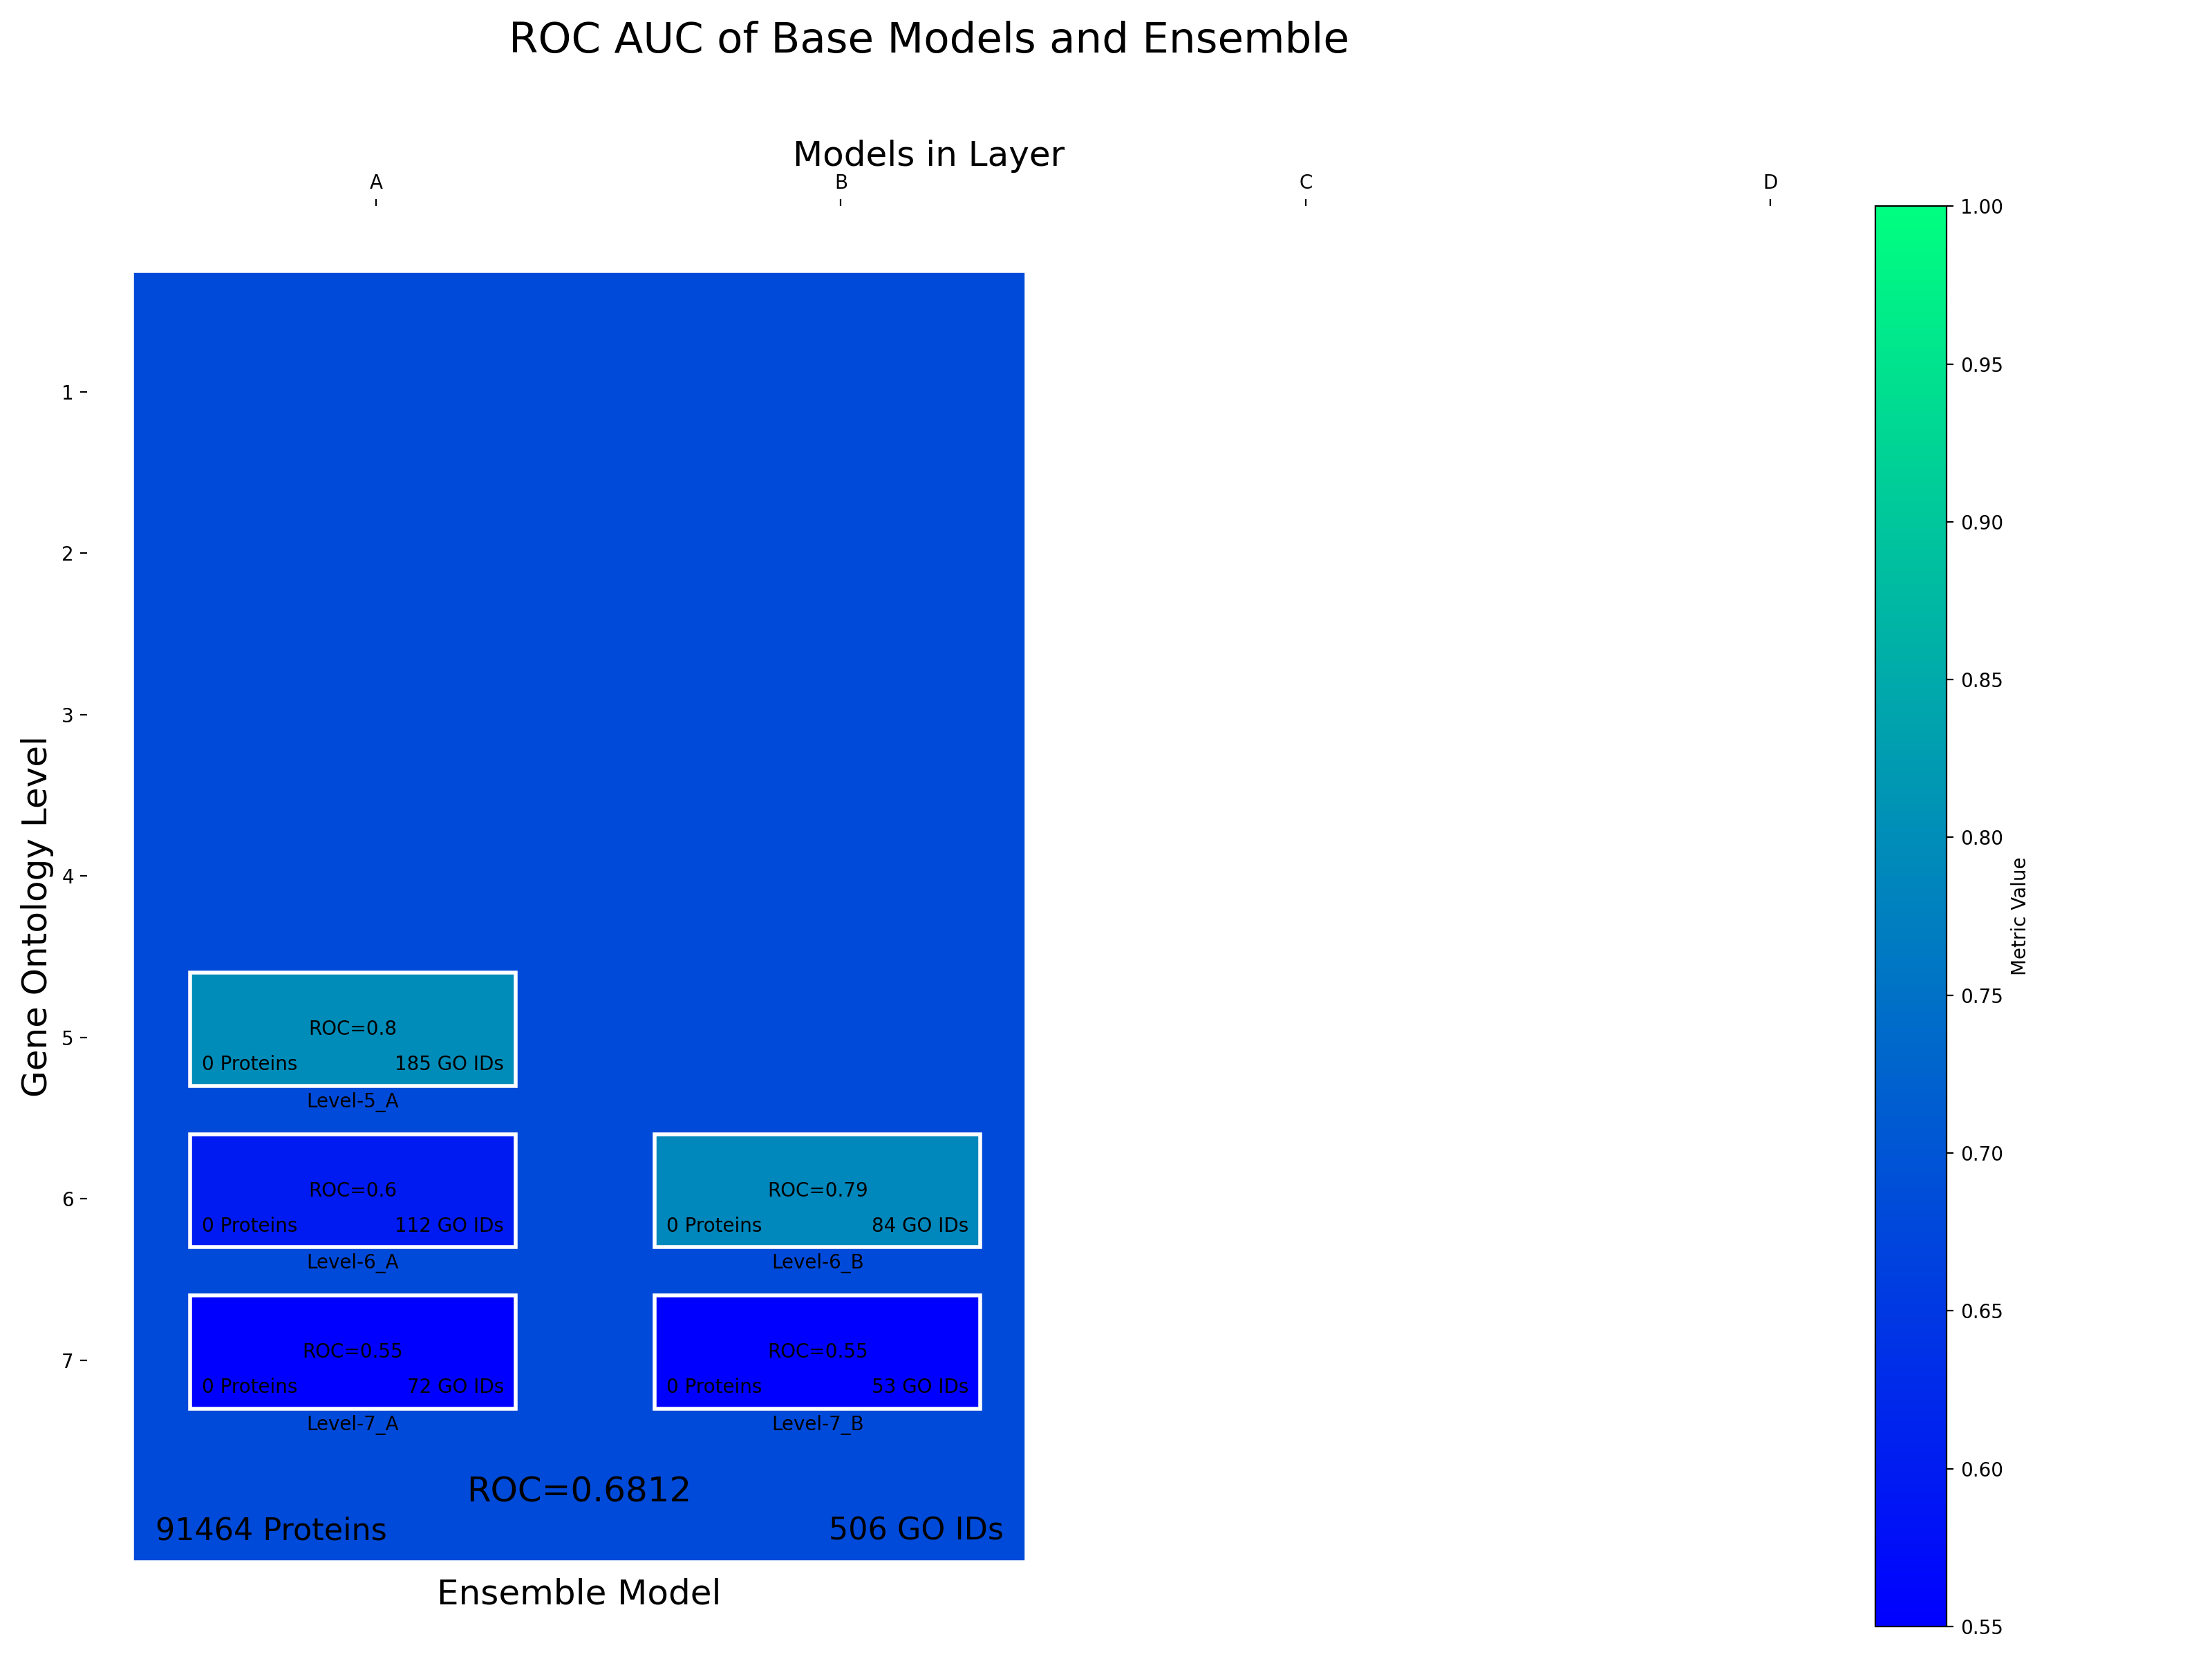 ROC AUC of Base Models and Ensemble
Models in Layer
A B C D
Gene Ontology Level
1
2
3
4
5
6
7
ROC=0.8
0 Proteins 185 GO IDs
Level-5_A
ROC=0.6
0 Proteins 112 GO IDs
Level-6_A
ROC=0.79
0 Proteins 84 GO IDs
Level-6_B
ROC=0.55
0 Proteins 72 GO IDs
Level-7_A
ROC=0.55
0 Proteins 53 GO IDs
Level-7_B
ROC=0.6812
91464 Proteins 506 GO IDs
Ensemble Model
1.00
0.95
0.90
0.85
0.80
0.75
0.70
0.65
0.60
0.55
Metric Value